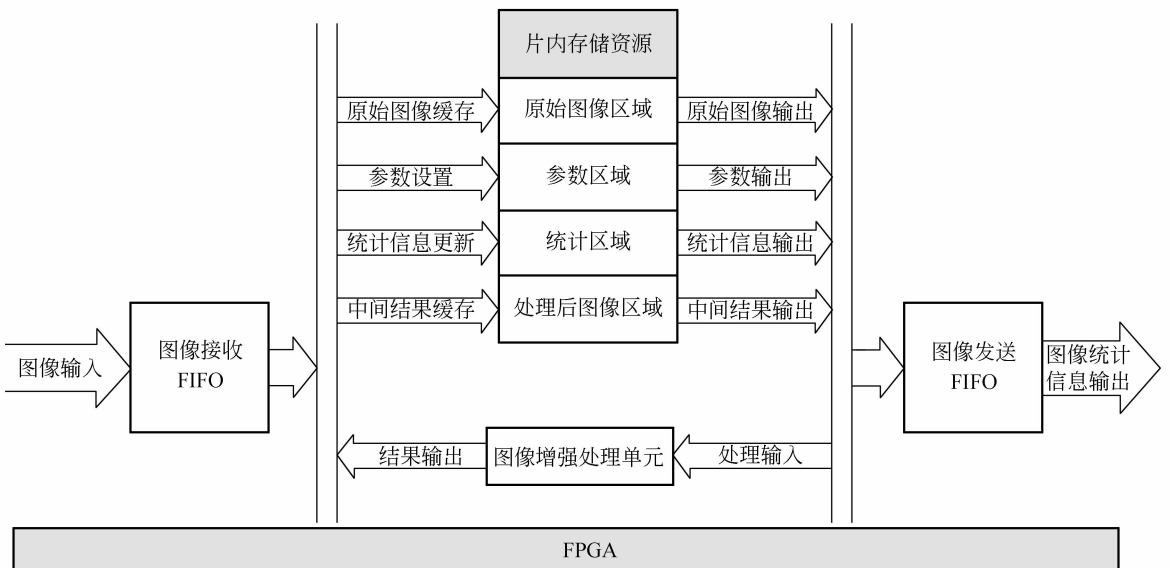 片内存储资源
原始图像缓存
原始图像区域
原始图像输出
参数设置
参数区域
参数输出
统计信息更新
统计区域
统计信息输出
中间结果缓存
处理后图像区域
中间结果输出
图像输入
图像接收
FIFO
图像发送
FIFO
图像统计
信息输出
结果输出
图像增强处理单元
处理输入
FPGA